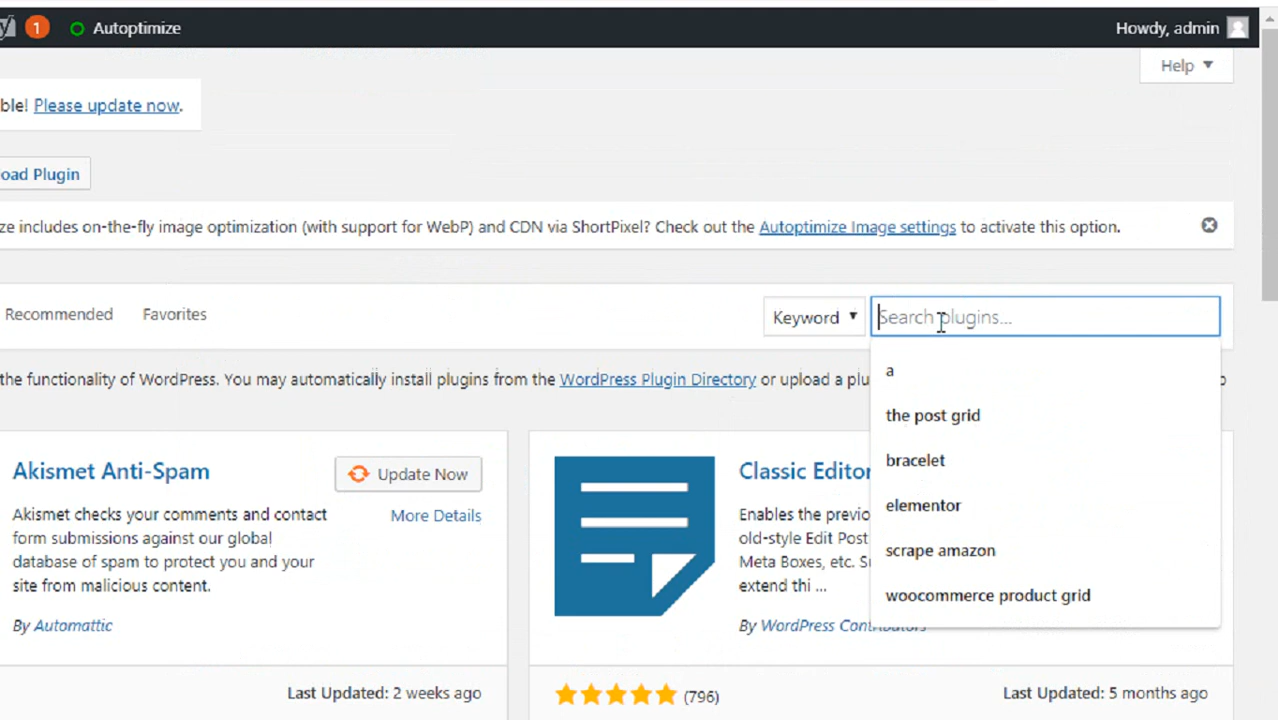 1 Autoptimize Howdy, admin
Help ▼
ble! Please update now.
oad Plugin
ze includes on-the-fly image optimization (with support for WebP) and CDN via ShortPixel? Check out the Autoptimize Image settings to activate this option.
Recommended Favorites Keyword ▼ Search plugins...
the functionality of WordPress. You may automatically install plugins from the WordPress Plugin Directory or upload a plu
a
the post grid
bracelet
elementor
scrape amazon
woocommerce product grid
Akismet Anti-Spam
Update Now
More Details
Akismet checks your comments and contact
form submissions against our global
database of spam to protect you and your
site from malicious content.
By Automattic
Last Updated: 2 weeks ago
Classic Editor
Enables the previo
old-style Edit Post
Meta Boxes, etc. Su
extend thi ...
By WordPress Contributors
(796)
Last Updated: 5 months ago